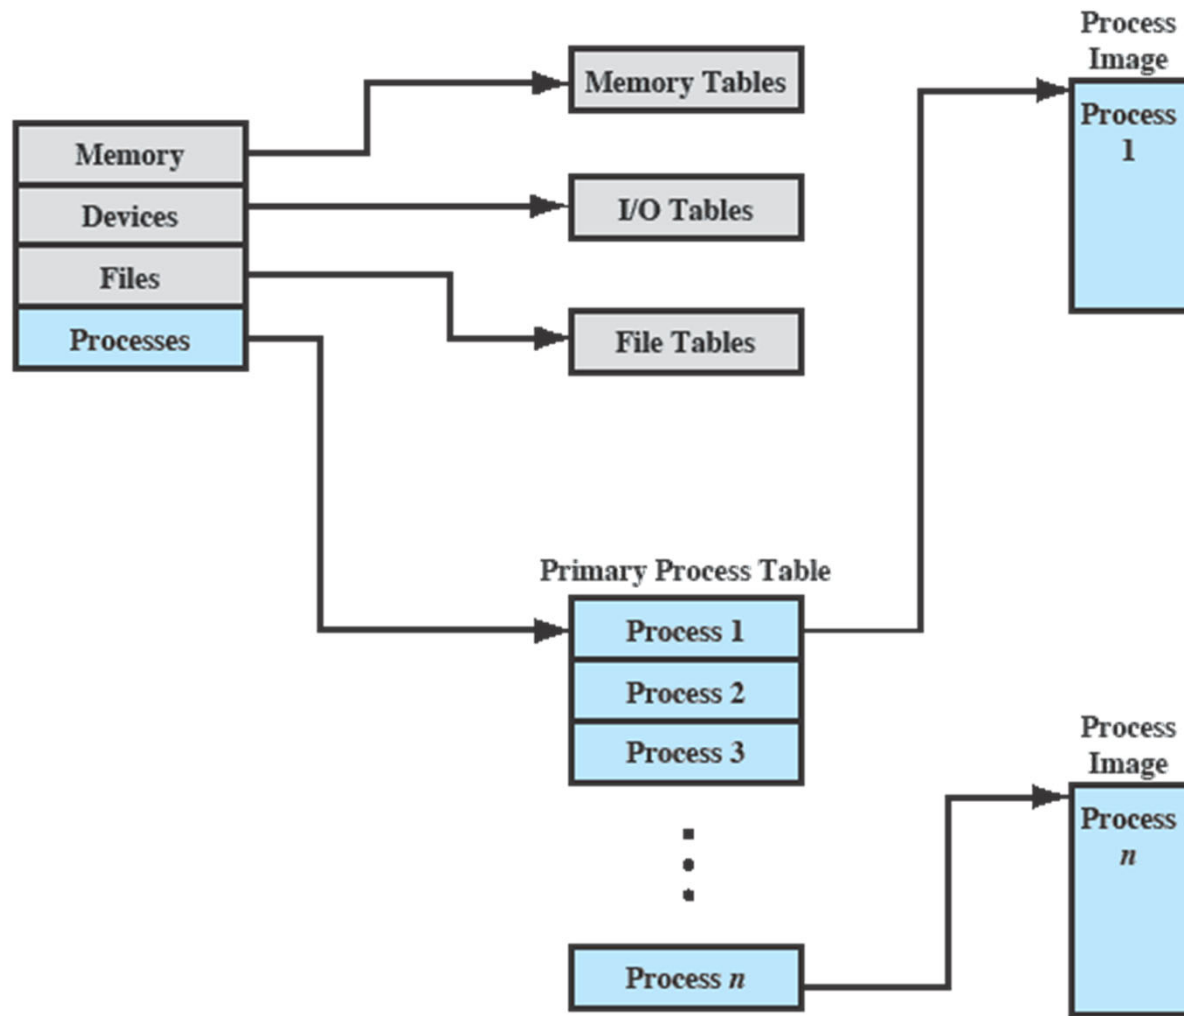 Memory
Devices
Files
Processes
Memory Tables
I/O Tables
File Tables
Primary Process Table
Process 1
Process 2
Process 3
Process n
Process
Image
Process
1
Process
Image
Process
n